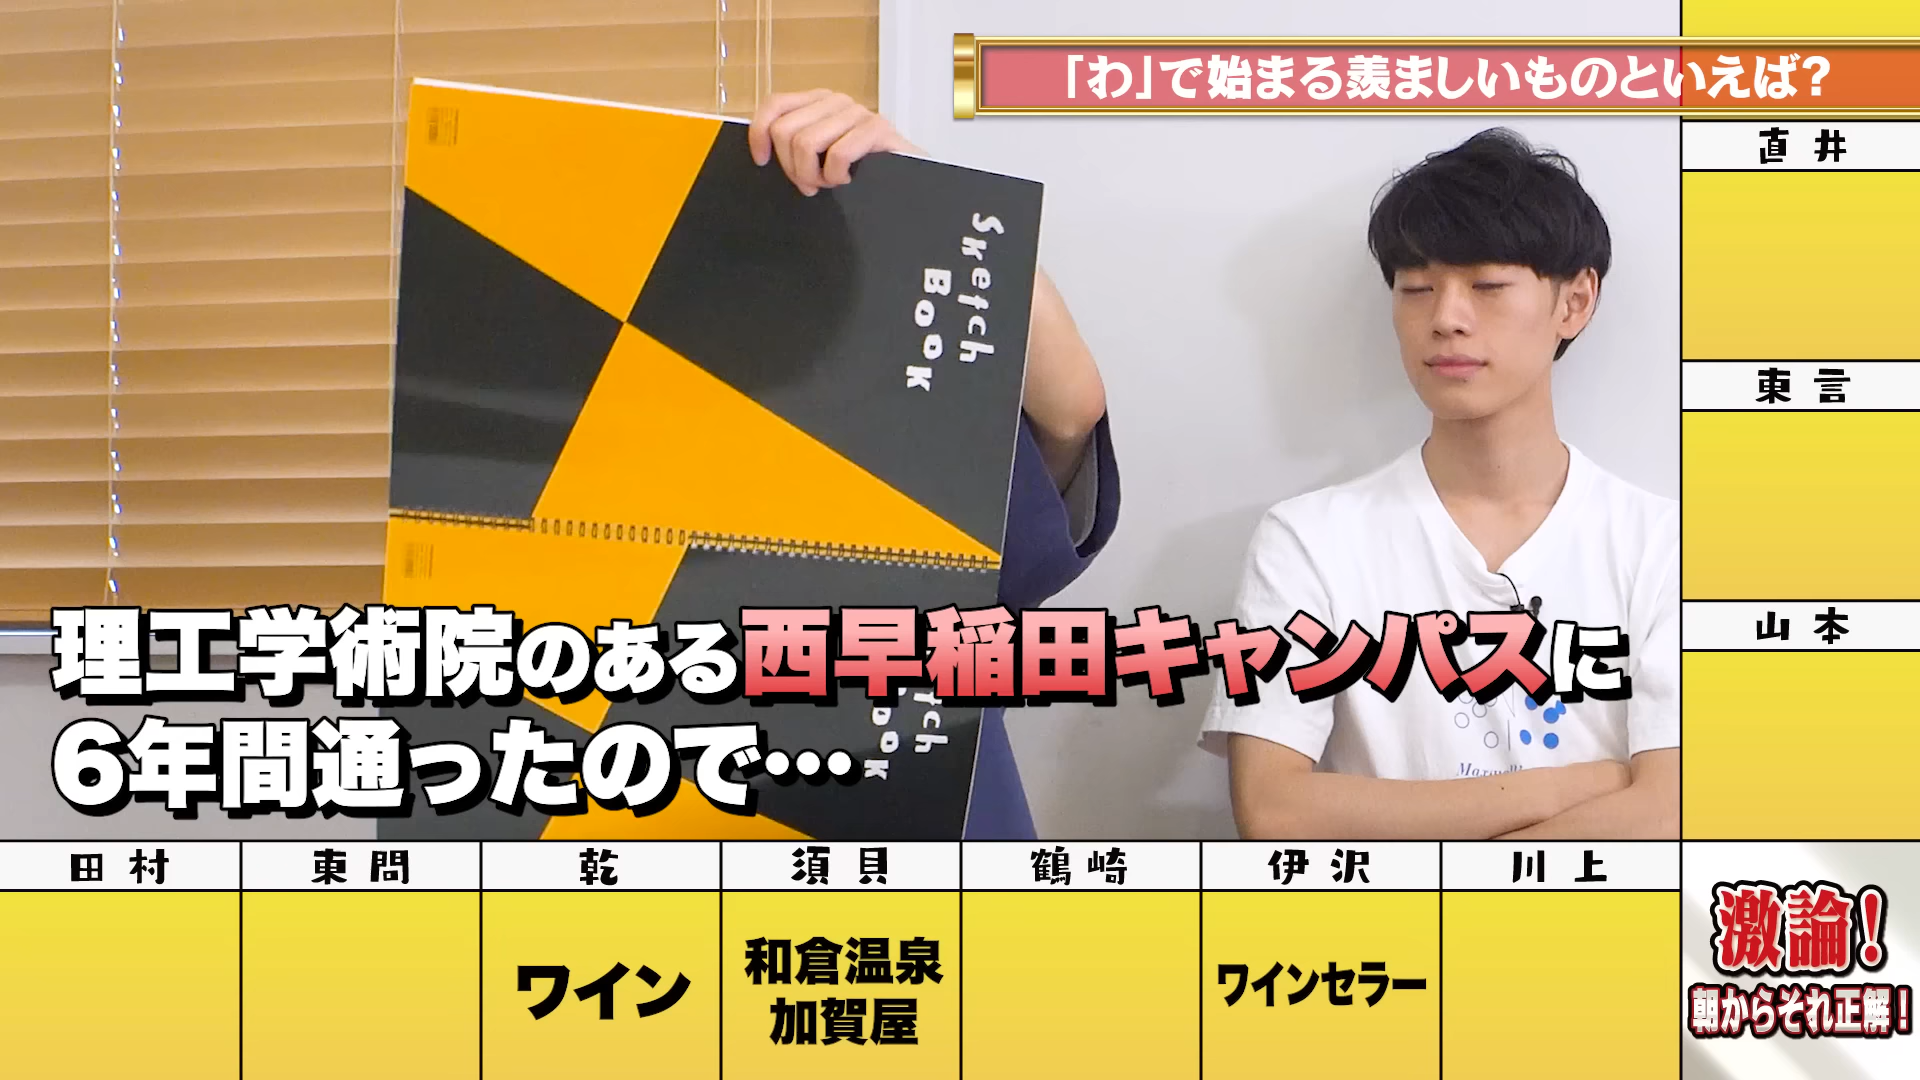 「わ」で始まる羨ましいものといえば?
直井
東言
山本
Sketch
Book
tch
ook
理工学術院のある西早稲田キャンパスに
6年間通ったので…
田村
東問
乾
須貝
鶴崎
伊沢
川上
ワイン
和倉温泉
加賀屋
ワインセラー
激論!
朝からそれ正解!